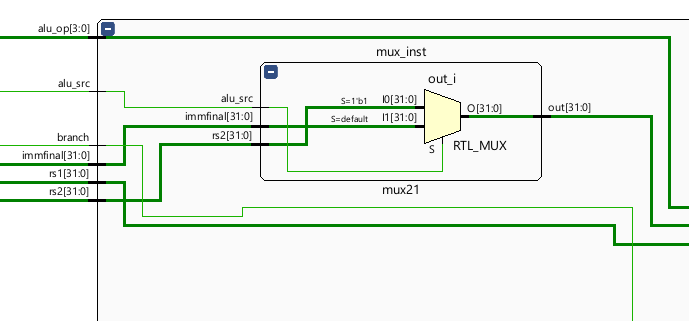 alu_op[3:0]
mux_inst
out_i
alu_src
alu_src
S=1'b1
I0[31:0]
O[31:0]
out[31:0]
immfinal[31:0]
S=default
I1[31:0]
branch
rs2[31:0]
S
RTL_MUX
immfinal[31:0]
rs1[31:0]
rs2[31:0]
mux21